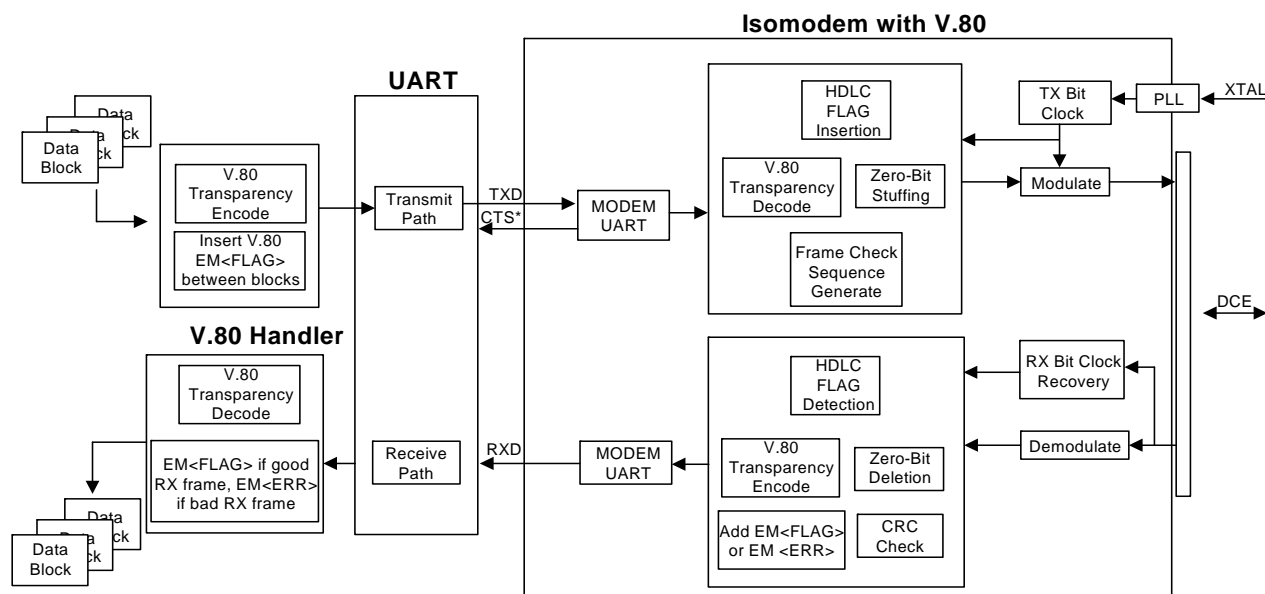 Isomodem with V.80
UART
HDLC
FLAG
Insertion
TX Bit
Clock
PLL
XTAL
Data
Block
Data
Block
Data
Block
V.80
Transparency
Encode
Insert V.80
EM<FLAG>
between blocks
Transmit
Path
TXD
CTS*
MODEM
UART
V.80
Transparency
Decode
Zero-Bit
Stuffing
Modulate
Frame Check
Sequence
Generate
DCE
V.80 Handler
V.80
Transparency
Decode
EM<FLAG> if good
RX frame, EM<ERR>
if bad RX frame
Receive
Path
RXD
MODEM
UART
HDLC
FLAG
Detection
RX Bit Clock
Recovery
Demodulate
V.80
Transparency
Encode
Zero-Bit
Deletion
Add EM<FLAG>
or EM <ERR>
CRC
Check
Data
Block
Data
Block
Data
Block